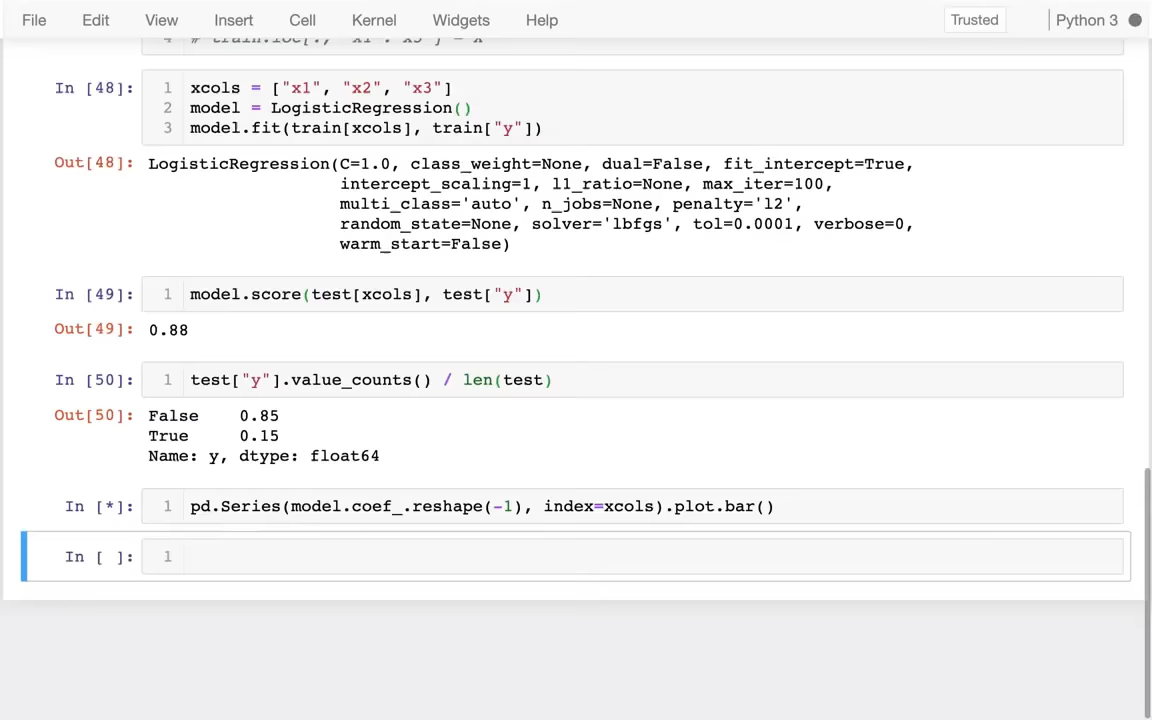 File Edit View Insert Cell Kernel Widgets Help Trusted Python 3
In [48]: 1 xcols = ["x1", "x2", "x3"]
2 model = LogisticRegression()
3 model.fit(train[xcols], train["y"])
Out[48]: LogisticRegression(C=1.0, class_weight=None, dual=False, fit_intercept=True,
intercept_scaling=1, l1_ratio=None, max_iter=100,
multi_class='auto', n_jobs=None, penalty='l2',
random_state=None, solver='lbfgs', tol=0.0001, verbose=0,
warm_start=False)
In [49]: 1 model.score(test[xcols], test["y"])
Out[49]: 0.88
In [50]: 1 test["y"].value_counts() / len(test)
Out[50]: False 0.85
True 0.15
Name: y, dtype: float64
In [*]: 1 pd.Series(model.coef_.reshape(-1), index=xcols).plot.bar()
In [ ]: 1